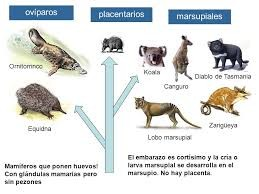 ovíparos
placentarios
marsupiales
Ornitorrinco
Koala
Canguro
Diablo de Tasmania
Equidna
Lobo marsupial
Zarigüeya
Mamíferos que ponen huevos!
Con glándulas mamarias pero
sin pezones
El embarazo es cortísimo y la cría o
larva marsupial se desarrolla en el
marsupio. No hay placenta.